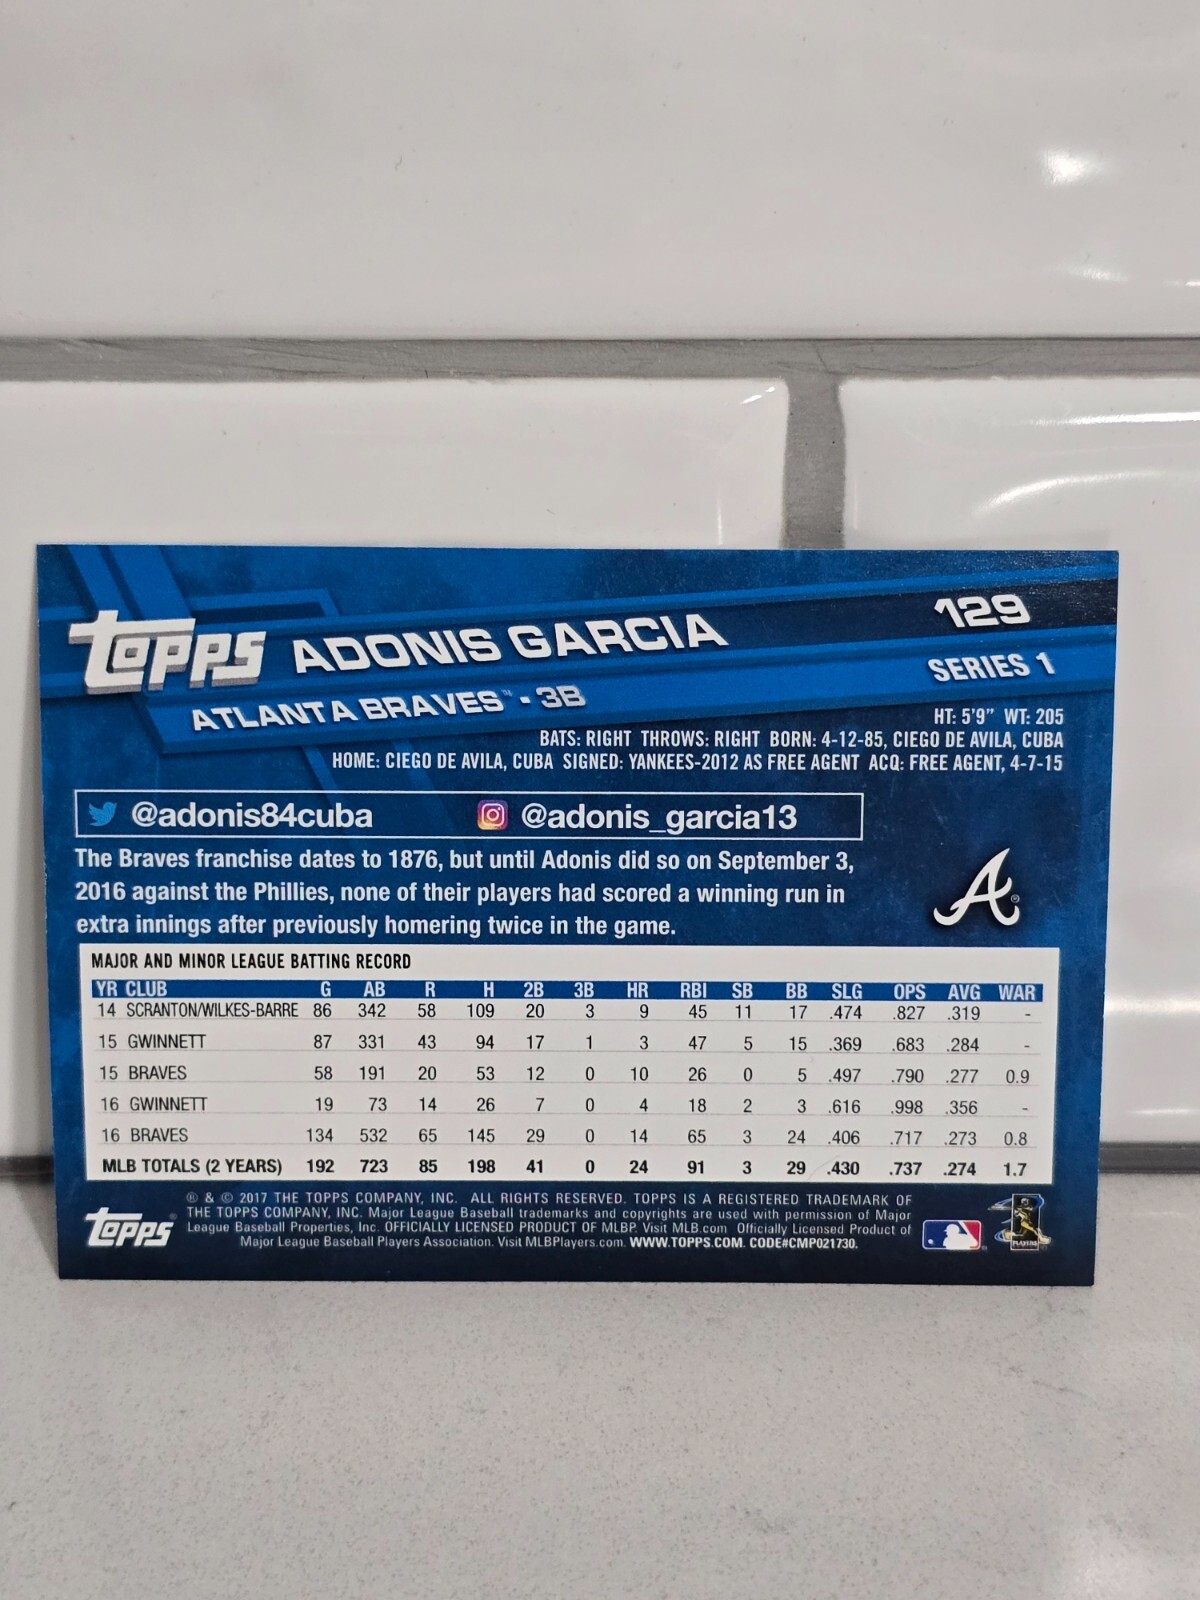 topps ADONIS GARCIA 129
ATLANTA BRAVES™ • 3B SERIES 1
HT: 5'9" WT: 205
BATS: RIGHT THROWS: RIGHT BORN: 4-12-85, CIEGO DE AVILA, CUBA
HOME: CIEGO DE AVILA, CUBA SIGNED: YANKEES-2012 AS FREE AGENT ACQ: FREE AGENT, 4-7-15
@adonis84cuba @adonis_garcia13
The Braves franchise dates to 1876, but until Adonis did so on September 3,
2016 against the Phillies, none of their players had scored a winning run in
extra innings after previously homering twice in the game.
A®
MAJOR AND MINOR LEAGUE BATTING RECORD
YR CLUB G AB R H 2B 3B HR RBI SB BB SLG OPS AVG WAR
14 SCRANTON/WILKES-BARRE 86 342 58 109 20 3 9 45 11 17 .474 .827 .319 -
15 GWINNETT 87 331 43 94 17 1 3 47 5 15 .369 .683 .284 -
15 BRAVES 58 191 20 53 12 0 10 26 0 5 .497 .790 .277 0.9
16 GWINNETT 19 73 14 26 7 0 4 18 2 3 .616 .998 .356 -
16 BRAVES 134 532 65 145 29 0 14 65 3 24 .406 .717 .273 0.8
MLB TOTALS (2 YEARS) 192 723 85 198 41 0 24 91 3 29 .430 .737 .274 1.7
topps
® & © 2017 THE TOPPS COMPANY, INC. ALL RIGHTS RESERVED. TOPPS IS A REGISTERED TRADEMARK OF
THE TOPPS COMPANY, INC. Major League Baseball trademarks and copyrights are used with permission of Major
League Baseball Properties, Inc. OFFICIALLY LICENSED PRODUCT OF MLBP. Visit MLB.com Officially Licensed Product of
Major League Baseball Players Association. Visit MLBPlayers.com. WWW.TOPPS.COM. CODE#CMP021730.
PLAYERS